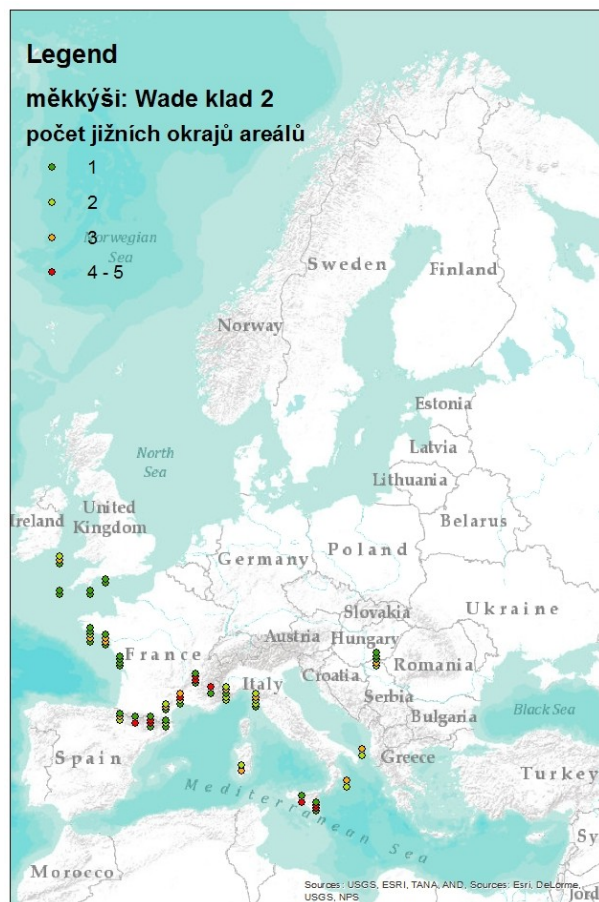 Legend
měkkýši: Wade klad 2
počet jižních okrajů areálů
1
2
3
4 - 5
Norwegian
Sea
Sweden
Finland
Norway
Estonia
Latvia
Lithuania
North
Sea
United
Kingdom
Ireland
Belarus
Poland
Germany
Ukraine
Slovakia
Austria
Hungary
France
Romania
Croatia
Italy
Serbia
Bulgaria
Black Sea
Spain
Greece
Turkey
Mediterranean Sea
Sy
Morocco
Jord
Sources: USGS, ESRI, TANA, AND, Sources: Esri, DeLorme,
USGS, NPS